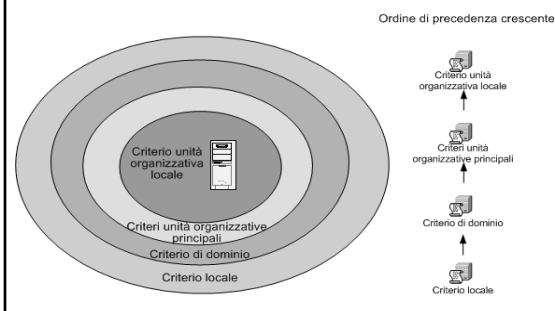 Ordine di precedenza crescente
Criterio unità
organizzativa
locale
Criteri unità organizzative
principali
Criterio di dominio
Criterio locale
Criterio unità
organizzativa locale
Criteri unità
organizzative principali
Criterio di dominio
Criterio locale